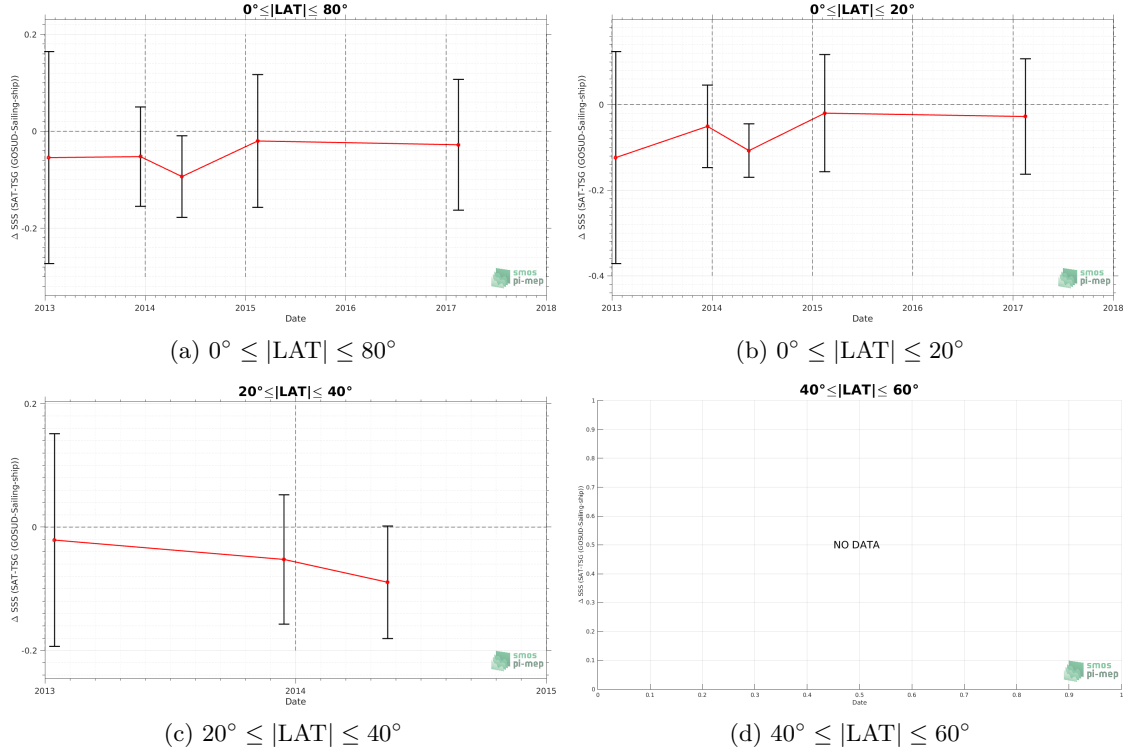 0°≤|LAT|≤ 80°
Δ SSS (SAT-TSG (GOSUD-Sailing-ship))
0.2
0
-0.2
2013 2014 2015 2016 2017 2018
Date
smos
pi-mep
(a) 0° ≤ |LAT| ≤ 80°
0°≤|LAT|≤ 20°
Δ SSS (SAT-TSG (GOSUD-Sailing-ship))
0
-0.2
-0.4
2013 2014 2015 2016 2017 2018
Date
smos
pi-mep
(b) 0° ≤ |LAT| ≤ 20°
20°≤|LAT|≤ 40°
Δ SSS (SAT-TSG (GOSUD-Sailing-ship))
0.2
0
-0.2
2013 2014 2015
Date
smos
pi-mep
(c) 20° ≤ |LAT| ≤ 40°
40°≤|LAT|≤ 60°
Δ SSS (SAT-TSG (GOSUD-Sailing-ship))
1
0.9
0.8
0.7
0.6
0.5
0.4
0.3
0.2
0.1
0
NO DATA
0 0.1 0.2 0.3 0.4 0.5 0.6 0.7 0.8 0.9 1
Date
smos
pi-mep
(d) 40° ≤ |LAT| ≤ 60°